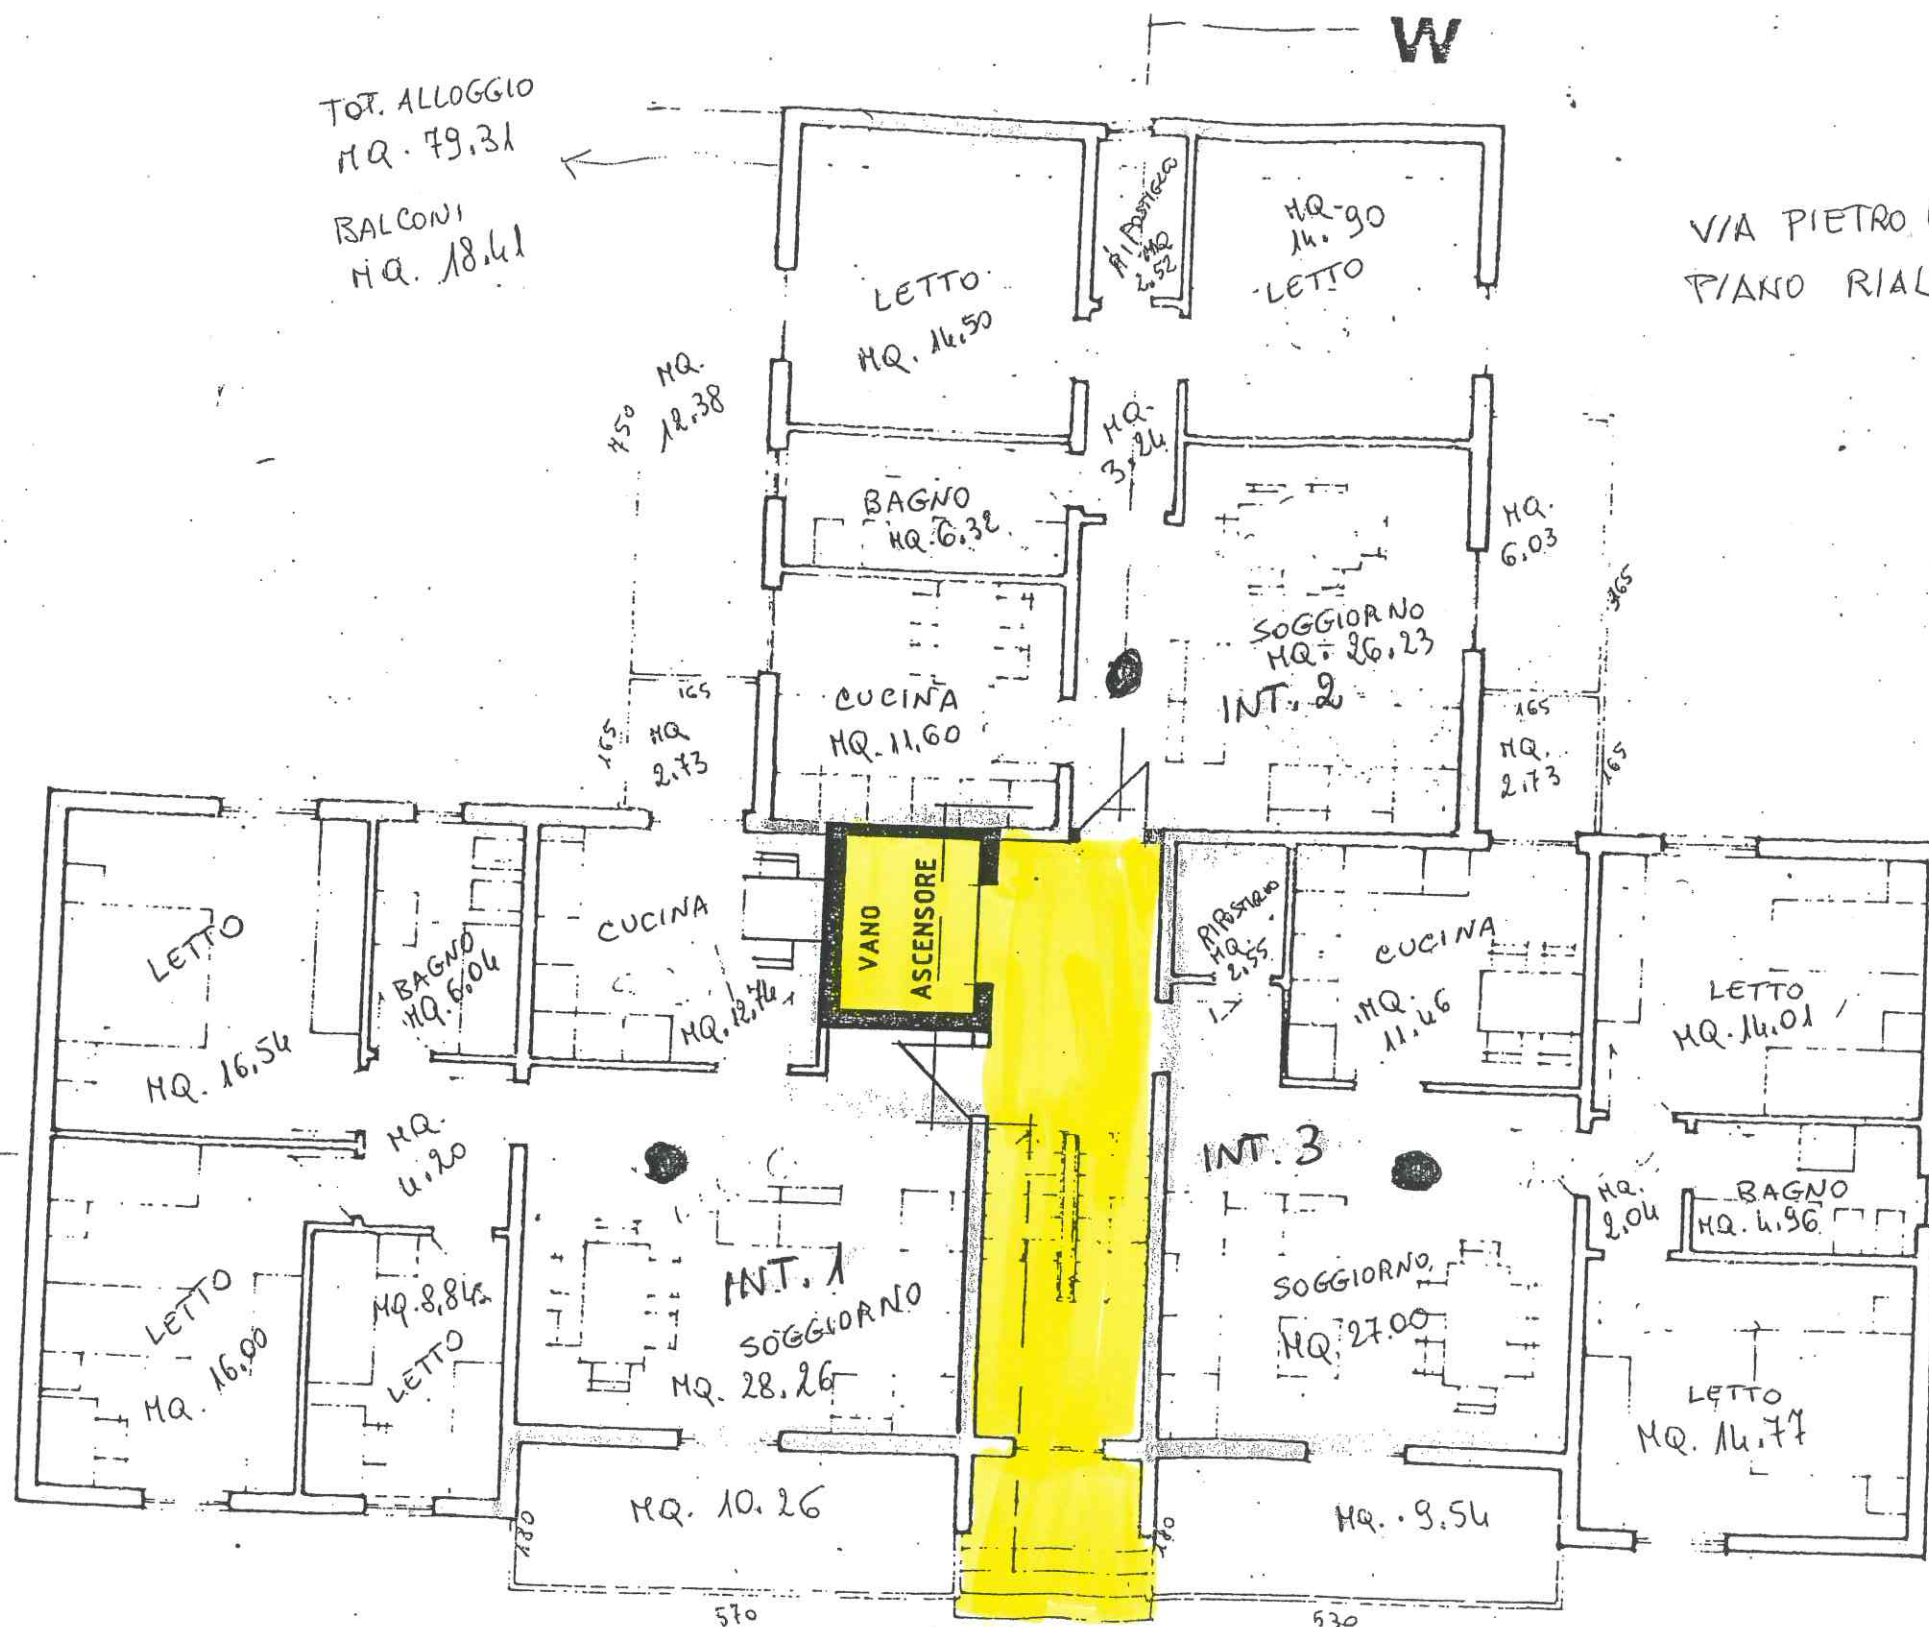 W
TOT. ALLOGGIO
MQ. 79,31
BALCONI
MQ. 18,41
VIA PIETRO
PIANO RIAL
LETTO
MQ. 14,50
RIPOSTIGLIO
MQ
2,52
MQ-
14.90
LETTO
MQ.
12,38
450
MQ-
3,24
BAGNO
MQ. 6,32
MQ.
6,03
365
SOGGIORNO
MQ. 26,23
INT. 2
CUCINA
MQ. 11,60
165
165
MQ
2,73
165
MQ.
2,73
165
LETTO
MQ. 16,54
BAGNO
MQ. 6,04
CUCINA
MQ. 12,74
VANO
ASCENSORE
RIPOSTIGLIO
MQ.
2,55
CUCINA
MQ.
11,46
LETTO
MQ. 14,01
MQ.
4,20
INT. 3
MQ.
2,04
BAGNO
MQ. 4,96
LETTO
MQ. 16,00
MQ. 8,84
LETTO
INT. 1
SOGGIORNO
MQ. 28,26
SOGGIORNO
MQ. 27,00
LETTO
MQ. 14,77
MQ. 10,26
MQ. 9,54
180
180
570
530